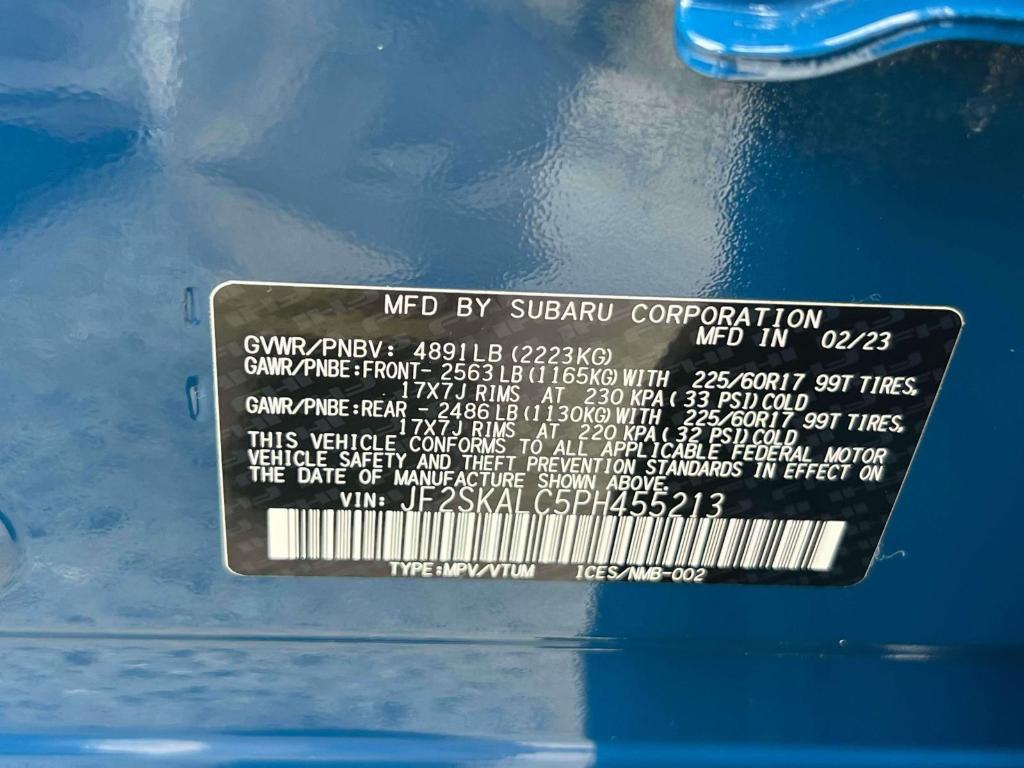 MFD BY SUBARU CORPORATION
MFD IN 02/23
GVWR/PNBV: 4891LB (2223KG)
GAWR/PNBE:FRONT- 2563 LB (1165KG) WITH 225/60R17 99T TIRES,
17X7J RIMS AT 230 KPA ( 33 PSI) COLD
GAWR/PNBE:REAR - 2486 LB (1130KG) WITH 225/60R17 99T TIRES,
17X7J RIMS AT 220 KPA ( 32 PSI) COLD
THIS VEHICLE CONFORMS TO ALL APPLICABLE FEDERAL MOTOR
VEHICLE SAFETY AND THEFT PREVENTION STANDARDS IN EFFECT ON
THE DATE OF MANUFACTURE SHOWN ABOVE.
VIN: JF2SKALC5PH455213
TYPE:MPV/VTUM ICES/NMB-002